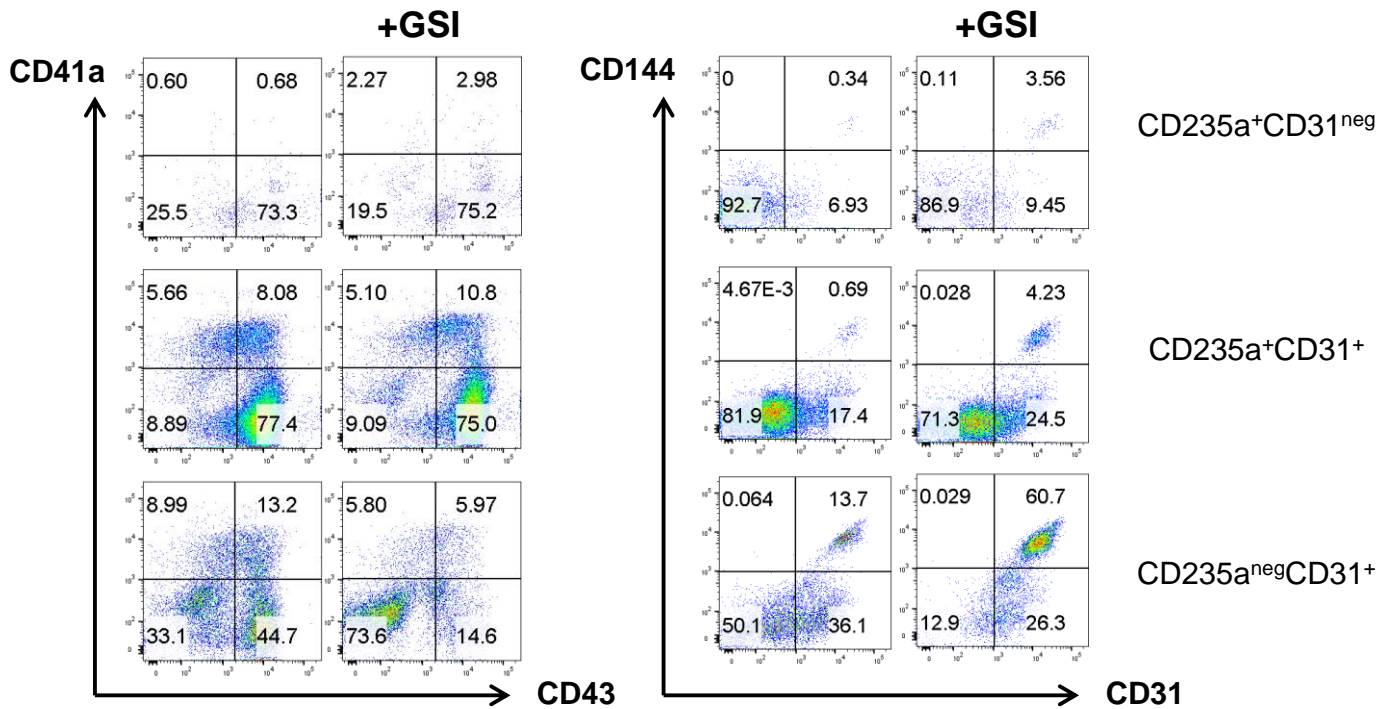 +GSI +GSI
CD41a CD144
0.60 0.68 2.27 2.98 0 0.34 0.11 3.56
CD235a⁺CD31ⁿᵉᵍ
25.5 73.3 19.5 75.2 92.7 6.93 86.9 9.45
5.66 8.08 5.10 10.8 4.67E-3 0.69 0.028 4.23
CD235a⁺CD31⁺
8.89 77.4 9.09 75.0 81.9 17.4 71.3 24.5
8.99 13.2 5.80 5.97 0.064 13.7 0.029 60.7
CD235aⁿᵉᵍCD31⁺
33.1 44.7 73.6 14.6 50.1 36.1 12.9 26.3
CD43 CD31